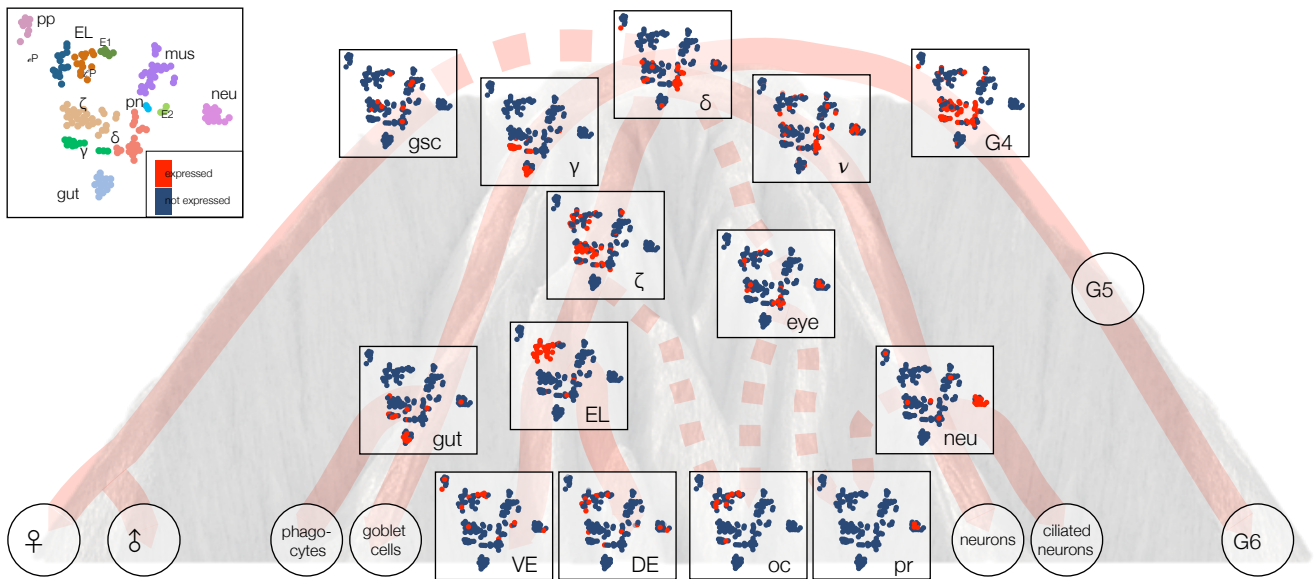 pp
EL
E1
mus
P
P
ζ
pn
E2
neu
δ
γ
gut
expressed
not expressed
gsc
γ
δ
ν
G4
ζ
eye
G5
gut
EL
neu
♀
♂
phago-
cytes
goblet
cells
VE
DE
oc
pr
neurons
ciliated
neurons
G6